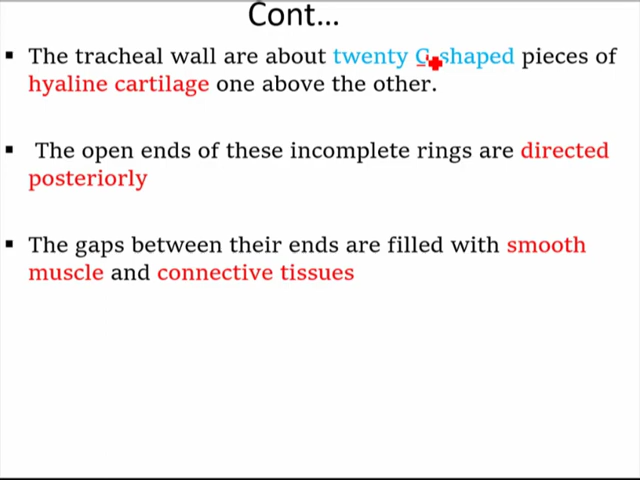 Cont...
▪ The tracheal wall are about twenty C-shaped pieces of
hyaline cartilage one above the other.
▪ The open ends of these incomplete rings are directed
posteriorly
▪ The gaps between their ends are filled with smooth
muscle and connective tissues